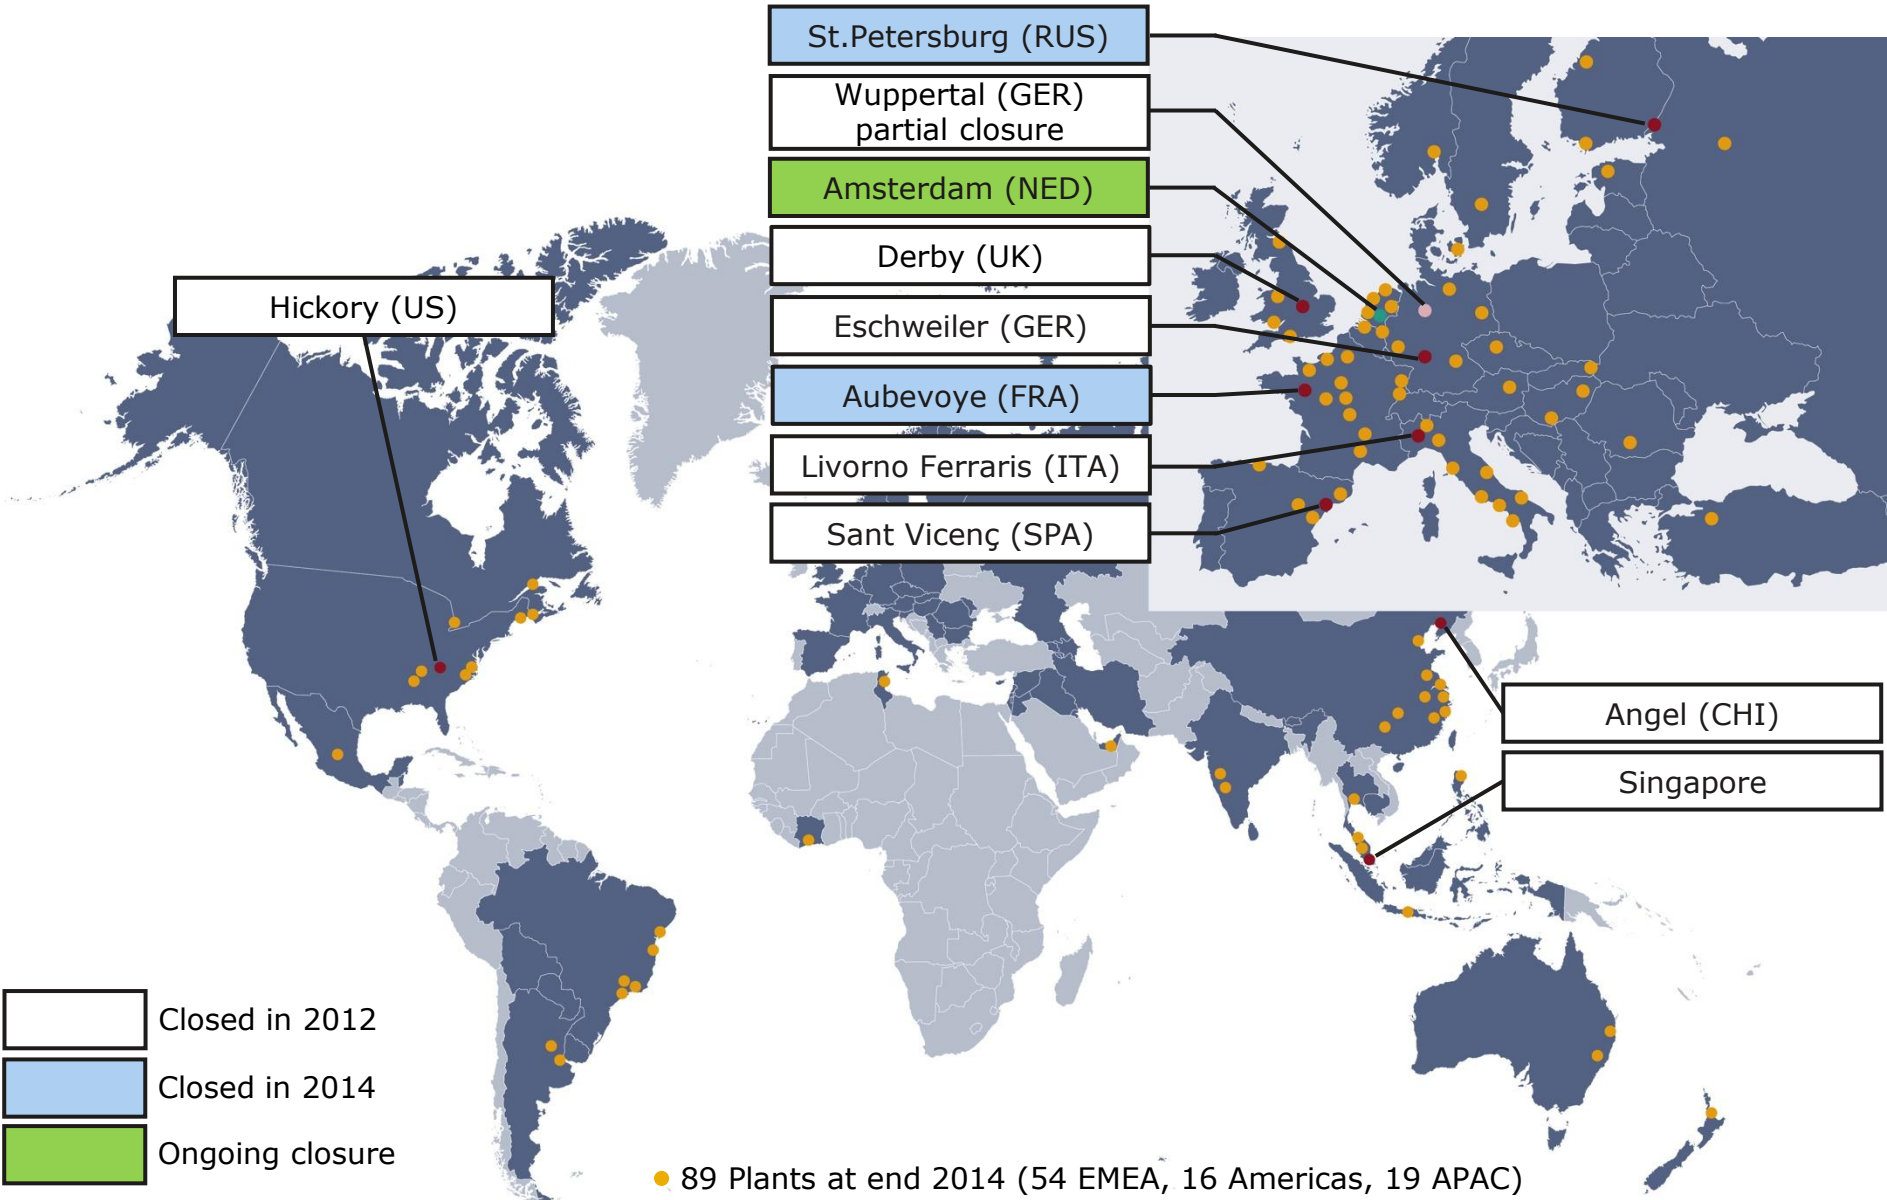 St.Petersburg (RUS)
Wuppertal (GER)
partial closure
Amsterdam (NED)
Derby (UK)
Hickory (US)
Eschweiler (GER)
Aubevoye (FRA)
Livorno Ferraris (ITA)
Sant Vicenç (SPA)
Angel (CHI)
Singapore
Closed in 2012
Closed in 2014
Ongoing closure
89 Plants at end 2014 (54 EMEA, 16 Americas, 19 APAC)